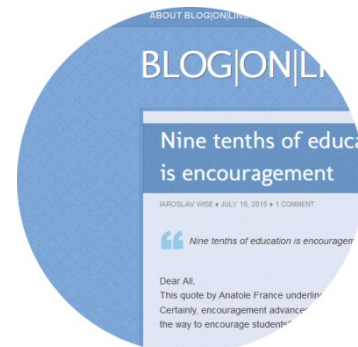 ABOUT BLOG|ON|LING
BLOG|ON|LI
Nine tenths of educa
is encouragement
IAROSLAV WISE ♦ JULY 18, 2015 ♦ 1 COMMENT
Nine tenths of education is encouragem
Dear All,
This quote by Anatole France underlin
Certainly, encouragement advance
the way to encourage students